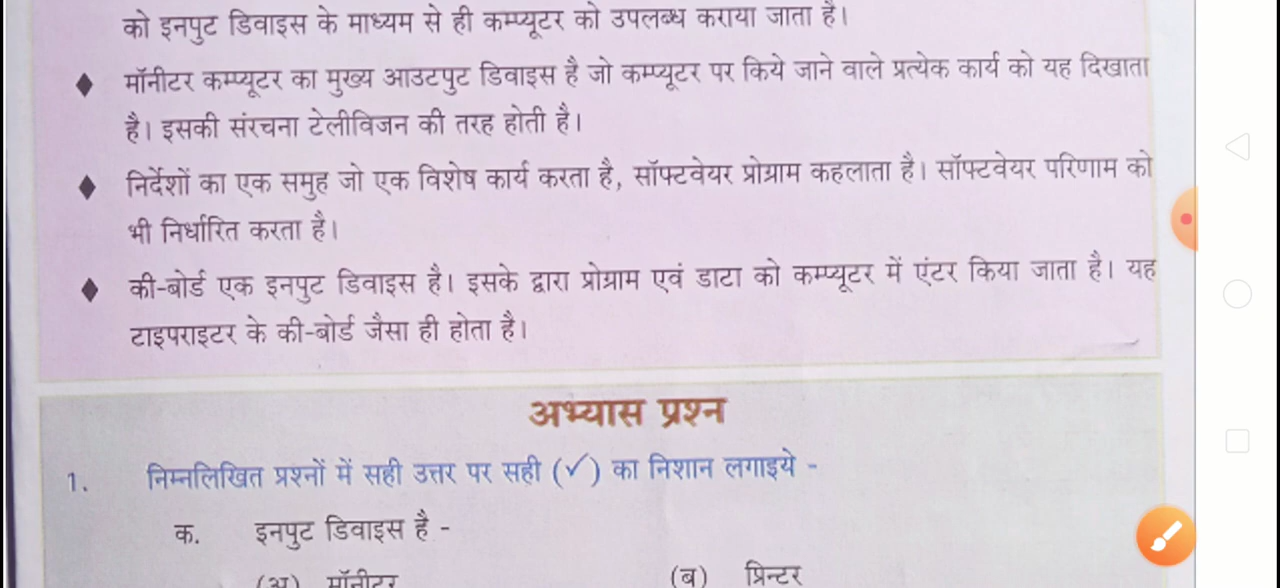 को इनपुट डिवाइस के माध्यम से ही कम्प्यूटर को उपलब्ध कराया जाता है।
♦ मॉनीटर कम्प्यूटर का मुख्य आउटपुट डिवाइस है जो कम्प्यूटर पर किये जाने वाले प्रत्येक कार्य को यह दिखाता
है। इसकी संरचना टेलीविजन की तरह होती है।
♦ निर्देशों का एक समुह जो एक विशेष कार्य करता है, सॉफ्टवेयर प्रोग्राम कहलाता है। सॉफ्टवेयर परिणाम को
भी निर्धारित करता है।
♦ की-बोर्ड एक इनपुट डिवाइस है। इसके द्वारा प्रोग्राम एवं डाटा को कम्प्यूटर में एंटर किया जाता है। यह
टाइपराइटर के की-बोर्ड जैसा ही होता है।
अभ्यास प्रश्न
1. निम्नलिखित प्रश्नों में सही उत्तर पर सही (✓) का निशान लगाइये -
क. इनपुट डिवाइस है -
(अ) मॉनीटर (ब) प्रिन्टर